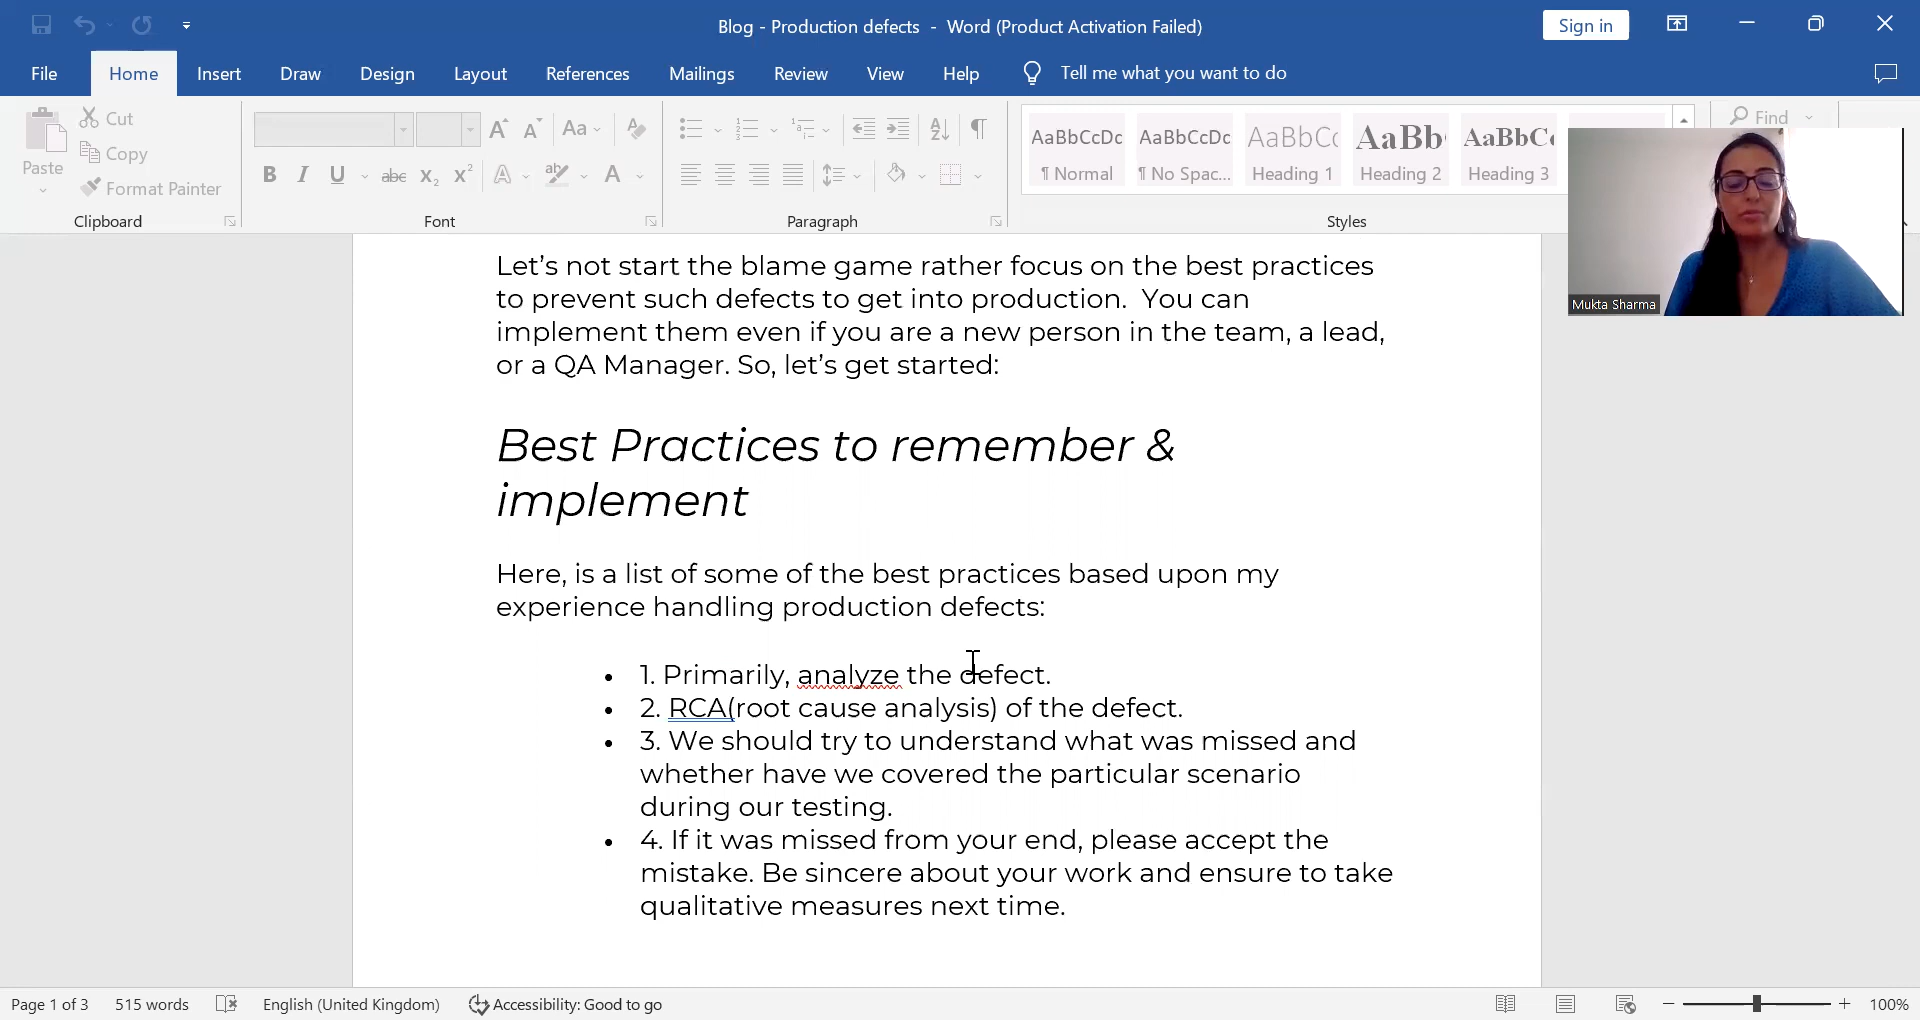 Blog - Production defects - Word (Product Activation Failed)
Sign in
File Home Insert Draw Design Layout References Mailings Review View Help Tell me what you want to do
Paste
Cut
Copy
Format Painter
Clipboard
Aa
B I U abc X₂ X² A A
Font
Paragraph
AaBbCcDc AaBbCcDc AaBbCc AaBb AaBbCc
¶ Normal ¶ No Spac... Heading 1 Heading 2 Heading 3
Styles
Find
Mukta Sharma
Let’s not start the blame game rather focus on the best practices
to prevent such defects to get into production. You can
implement them even if you are a new person in the team, a lead,
or a QA Manager. So, let’s get started:
Best Practices to remember &
implement
Here, is a list of some of the best practices based upon my
experience handling production defects:
• 1. Primarily, analyze the defect.
• 2. RCA(root cause analysis) of the defect.
• 3. We should try to understand what was missed and
whether have we covered the particular scenario
during our testing.
• 4. If it was missed from your end, please accept the
mistake. Be sincere about your work and ensure to take
qualitative measures next time.
Page 1 of 3 515 words English (United Kingdom) Accessibility: Good to go 100%